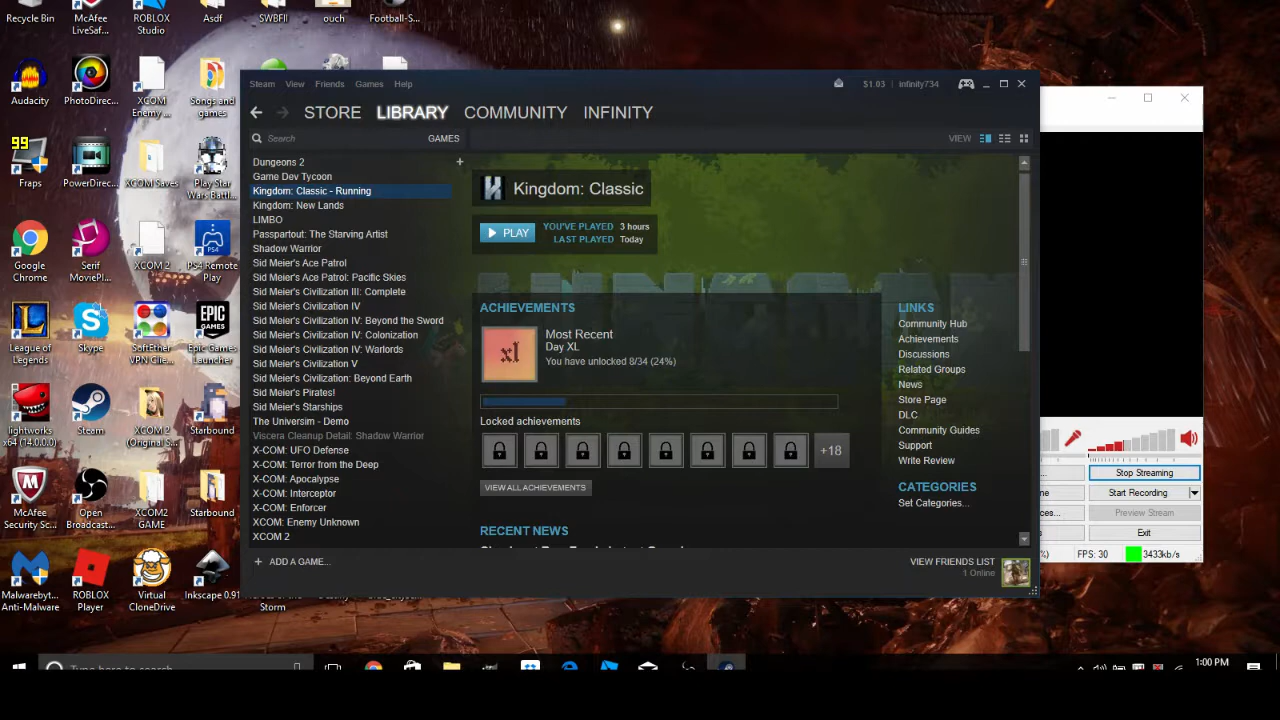 Recycle Bin
McAfee
LiveSaf...
ROBLOX
Studio
Asdf
SWBFII
ouch
Football-S...
Audacity
PhotoDirec...
XCOM
Enemy ...
Songs and
games
99
Fraps
PowerDirec...
XCOM Saves
Play Star
Wars Battl...
Google
Chrome
Serif
MoviePl...
XCOM 2
PS4 Remote
Play
League of
Legends
Skype
SoftEther
VPN Clie...
EPIC
GAMES
Epic Games
Launcher
lightworks
x64 (14.0.0.0)
Steam
XCOM 2
(Original S...
Starbound
McAfee
Security Sc...
Open
Broadcast...
XCOM2
GAME
Starbound
Malwarebyt...
Anti-Malware
ROBLOX
Player
Virtual
CloneDrive
Inkscape 0.91
Storm
Steam View Friends Games Help
$1.03 infinity734
STORE LIBRARY COMMUNITY INFINITY
Search GAMES
VIEW
Dungeons 2
Game Dev Tycoon
Kingdom: Classic - Running
Kingdom: New Lands
LIMBO
Passpartout: The Starving Artist
Shadow Warrior
Sid Meier's Ace Patrol
Sid Meier's Ace Patrol: Pacific Skies
Sid Meier's Civilization III: Complete
Sid Meier's Civilization IV
Sid Meier's Civilization IV: Beyond the Sword
Sid Meier's Civilization IV: Colonization
Sid Meier's Civilization IV: Warlords
Sid Meier's Civilization V
Sid Meier's Civilization: Beyond Earth
Sid Meier's Pirates!
Sid Meier's Starships
The Universim - Demo
Viscera Cleanup Detail: Shadow Warrior
X-COM: UFO Defense
X-COM: Terror from the Deep
X-COM: Apocalypse
X-COM: Interceptor
X-COM: Enforcer
XCOM: Enemy Unknown
XCOM 2
+ ADD A GAME...
Kingdom: Classic
PLAY
YOU'VE PLAYED 3 hours
LAST PLAYED Today
ACHIEVEMENTS
xl
Most Recent
Day XL
You have unlocked 8/34 (24%)
Locked achievements
+18
VIEW ALL ACHIEVEMENTS
RECENT NEWS
LINKS
Community Hub
Achievements
Discussions
Related Groups
News
Store Page
DLC
Community Guides
Support
Write Review
CATEGORIES
Set Categories...
VIEW FRIENDS LIST
1 Online
Stop Streaming
Start Recording
Preview Stream
Exit
FPS: 30
3433kb/s
Type here to search
1:00 PM